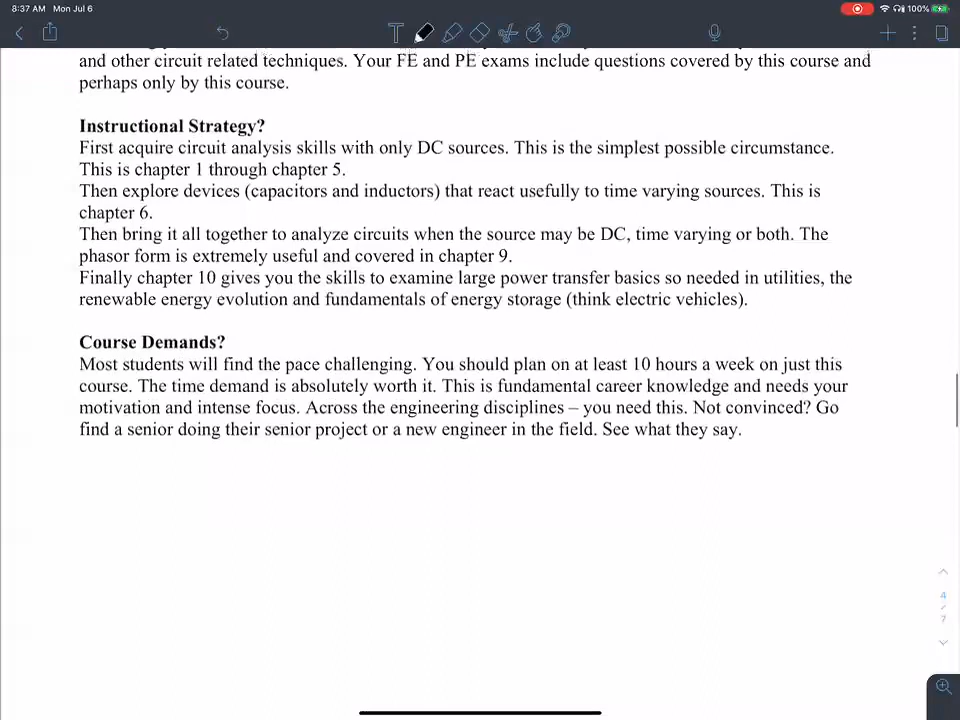 8:37 AM Mon Jul 6
100%
and other circuit related techniques. Your FE and PE exams include questions covered by this course and
perhaps only by this course.
Instructional Strategy?
First acquire circuit analysis skills with only DC sources. This is the simplest possible circumstance.
This is chapter 1 through chapter 5.
Then explore devices (capacitors and inductors) that react usefully to time varying sources. This is
chapter 6.
Then bring it all together to analyze circuits when the source may be DC, time varying or both. The
phasor form is extremely useful and covered in chapter 9.
Finally chapter 10 gives you the skills to examine large power transfer basics so needed in utilities, the
renewable energy evolution and fundamentals of energy storage (think electric vehicles).
Course Demands?
Most students will find the pace challenging. You should plan on at least 10 hours a week on just this
course. The time demand is absolutely worth it. This is fundamental career knowledge and needs your
motivation and intense focus. Across the engineering disciplines – you need this. Not convinced? Go
find a senior doing their senior project or a new engineer in the field. See what they say.
4
/
7